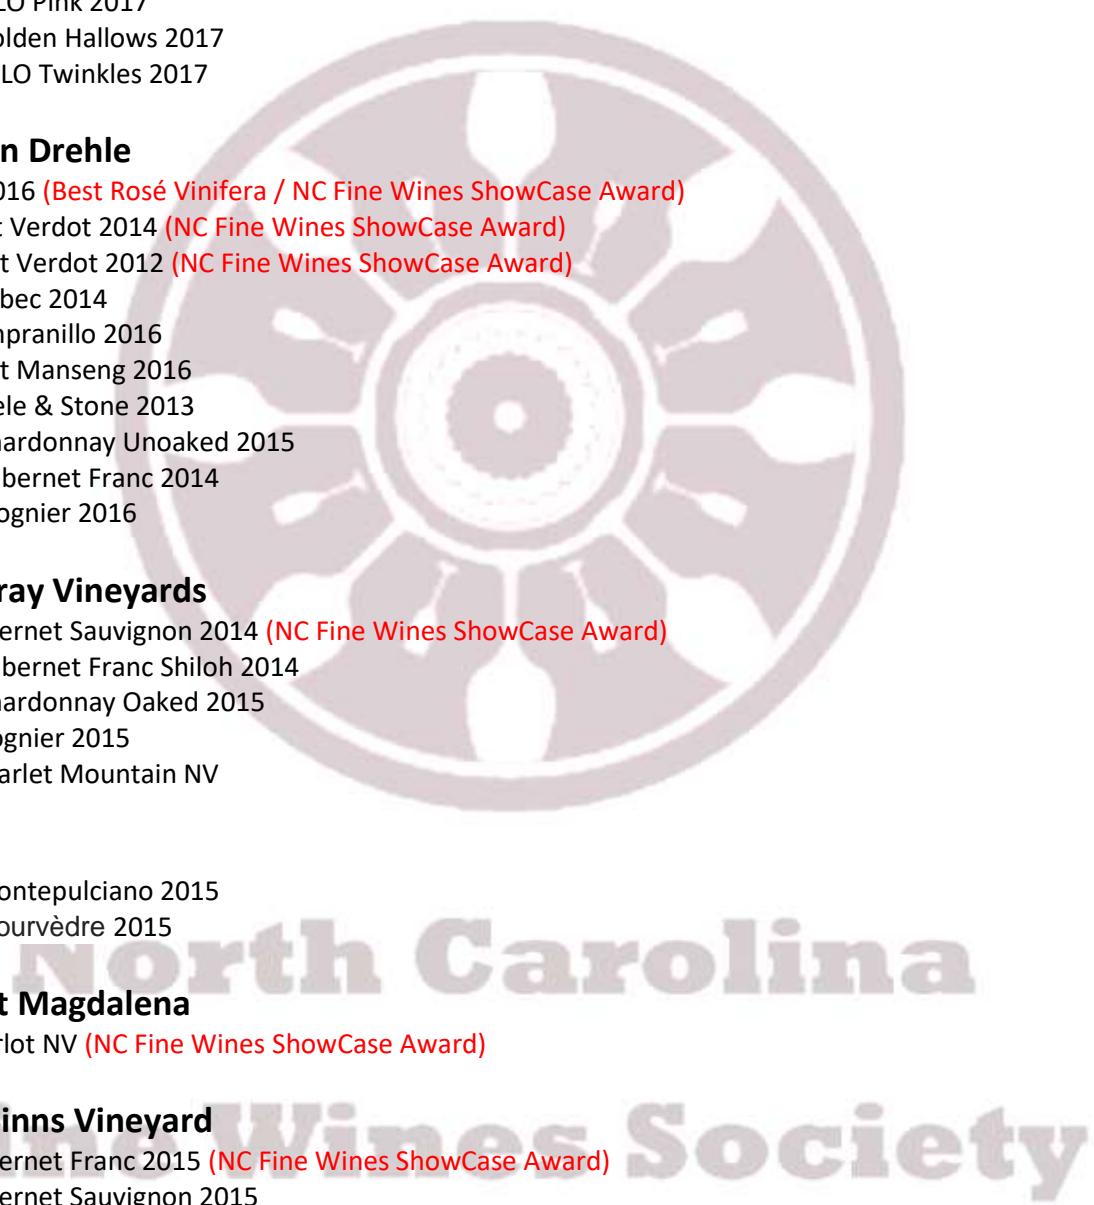 LO Pink 2017
olden Hallows 2017
LO Twinkles 2017
n Drehle
016 (Best Rosé Vinifera / NC Fine Wines ShowCase Award)
t Verdot 2014 (NC Fine Wines ShowCase Award)
t Verdot 2012 (NC Fine Wines ShowCase Award)
bec 2014
npranillo 2016
t Manseng 2016
ele & Stone 2013
hardonnay Unoaked 2015
bernet Franc 2014
ognier 2016
ray Vineyards
ernet Sauvignon 2014 (NC Fine Wines ShowCase Award)
bernet Franc Shiloh 2014
hardonnay Oaked 2015
ognier 2015
arlet Mountain NV
ontepulciano 2015
ourvèdre 2015
North Carolina
t Magdalena
rlot NV (NC Fine Wines ShowCase Award)
inns Vineyard
ine Wines Society
ernet Franc 2015 (NC Fine Wines ShowCase Award)
ernet Sauvignon 2015